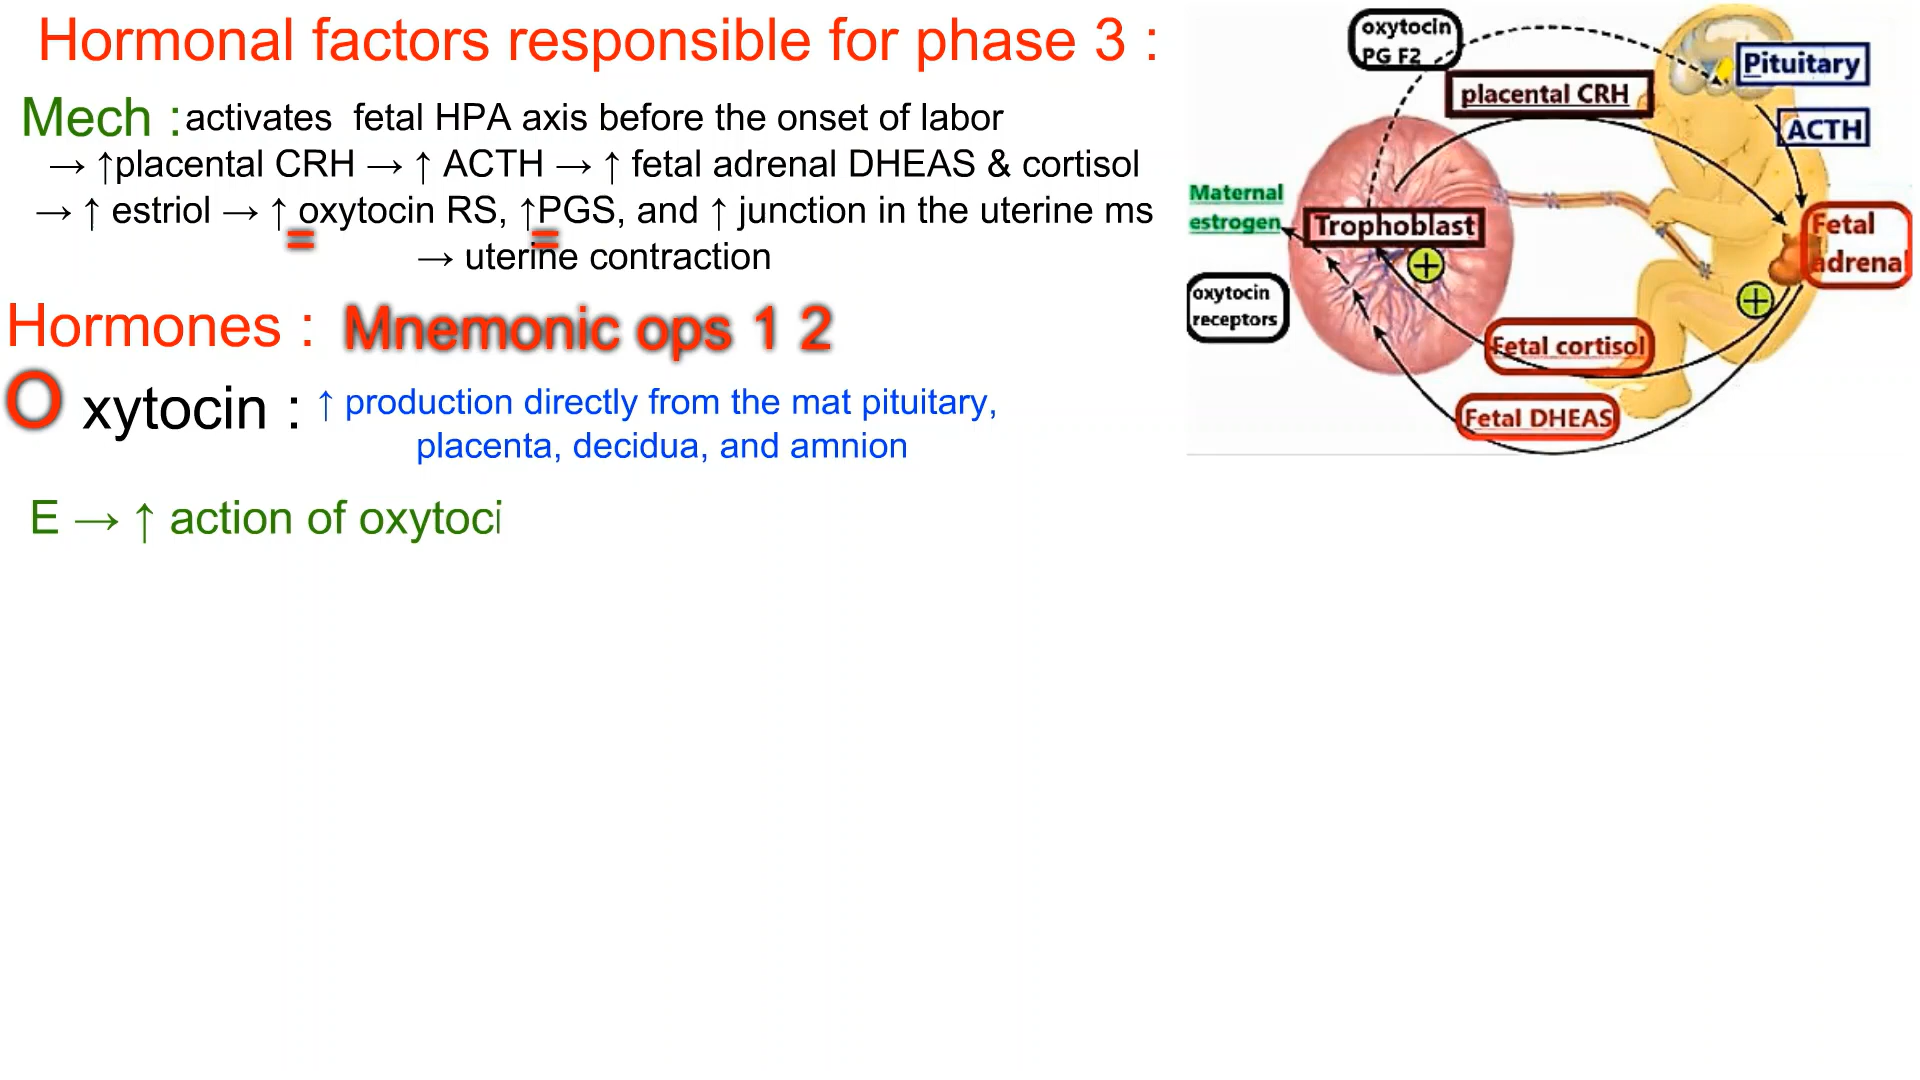 Hormonal factors responsible for phase 3 :
Mech : activates fetal HPA axis before the onset of labor
→ ↑placental CRH → ↑ ACTH → ↑ fetal adrenal DHEAS & cortisol
→ ↑ estriol → ↑ oxytocin RS, ↑PGS, and ↑ junction in the uterine ms
= =
→ uterine contraction
Hormones : Mnemonic ops 1 2
O xytocin : ↑ production directly from the mat pituitary,
placenta, decidua, and amnion
E → ↑ action of oxytoci
oxytocin
PG F2
placental CRH
Pituitary
ACTH
Maternal
estrogen
Trophoblast
+
Fetal
adrenal
oxytocin
receptors
+
Fetal cortisol
Fetal DHEAS